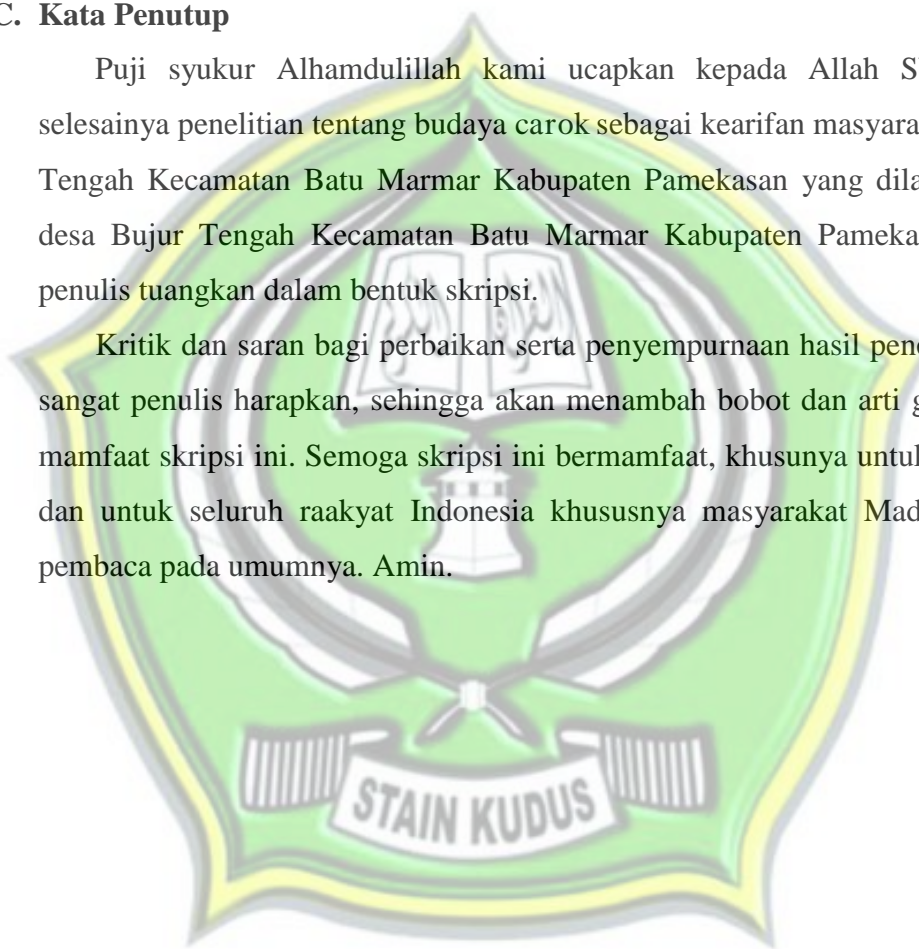 C. Kata Penutup
Puji syukur Alhamdulillah kami ucapkan kepada Allah S
selesainya penelitian tentang budaya carok sebagai kearifan masyara
Tengah Kecamatan Batu Marmar Kabupaten Pamekasan yang dila
desa Bujur Tengah Kecamatan Batu Marmar Kabupaten Pameka
penulis tuangkan dalam bentuk skripsi.
Kritik dan saran bagi perbaikan serta penyempurnaan hasil pene
sangat penulis harapkan, sehingga akan menambah bobot dan arti g
mamfaat skripsi ini. Semoga skripsi ini bermamfaat, khusunya untuk
dan untuk seluruh raakyat Indonesia khususnya masyarakat Mad
pembaca pada umumnya. Amin.
STAIN KUDUS